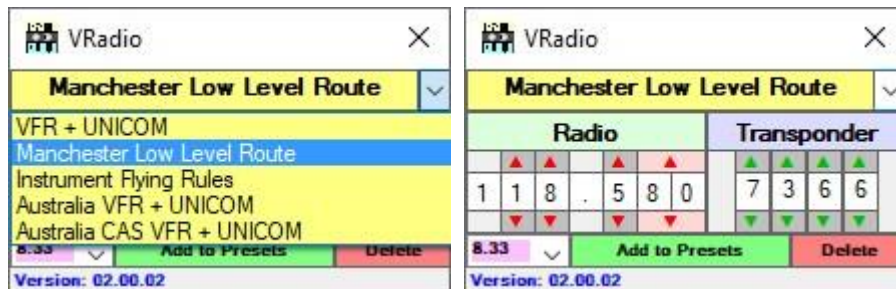 VRadio
Manchester Low Level Route
VFR + UNICOM
Manchester Low Level Route
Instrument Flying Rules
Australia VFR + UNICOM
Australia CAS VFR + UNICOM
8.33 Add to Presets Delete
Version: 02.00.02
VRadio
Manchester Low Level Route
Radio Transponder
1 1 8 . 5 8 0 7 3 6 6
8.33 Add to Presets Delete
Version: 02.00.02